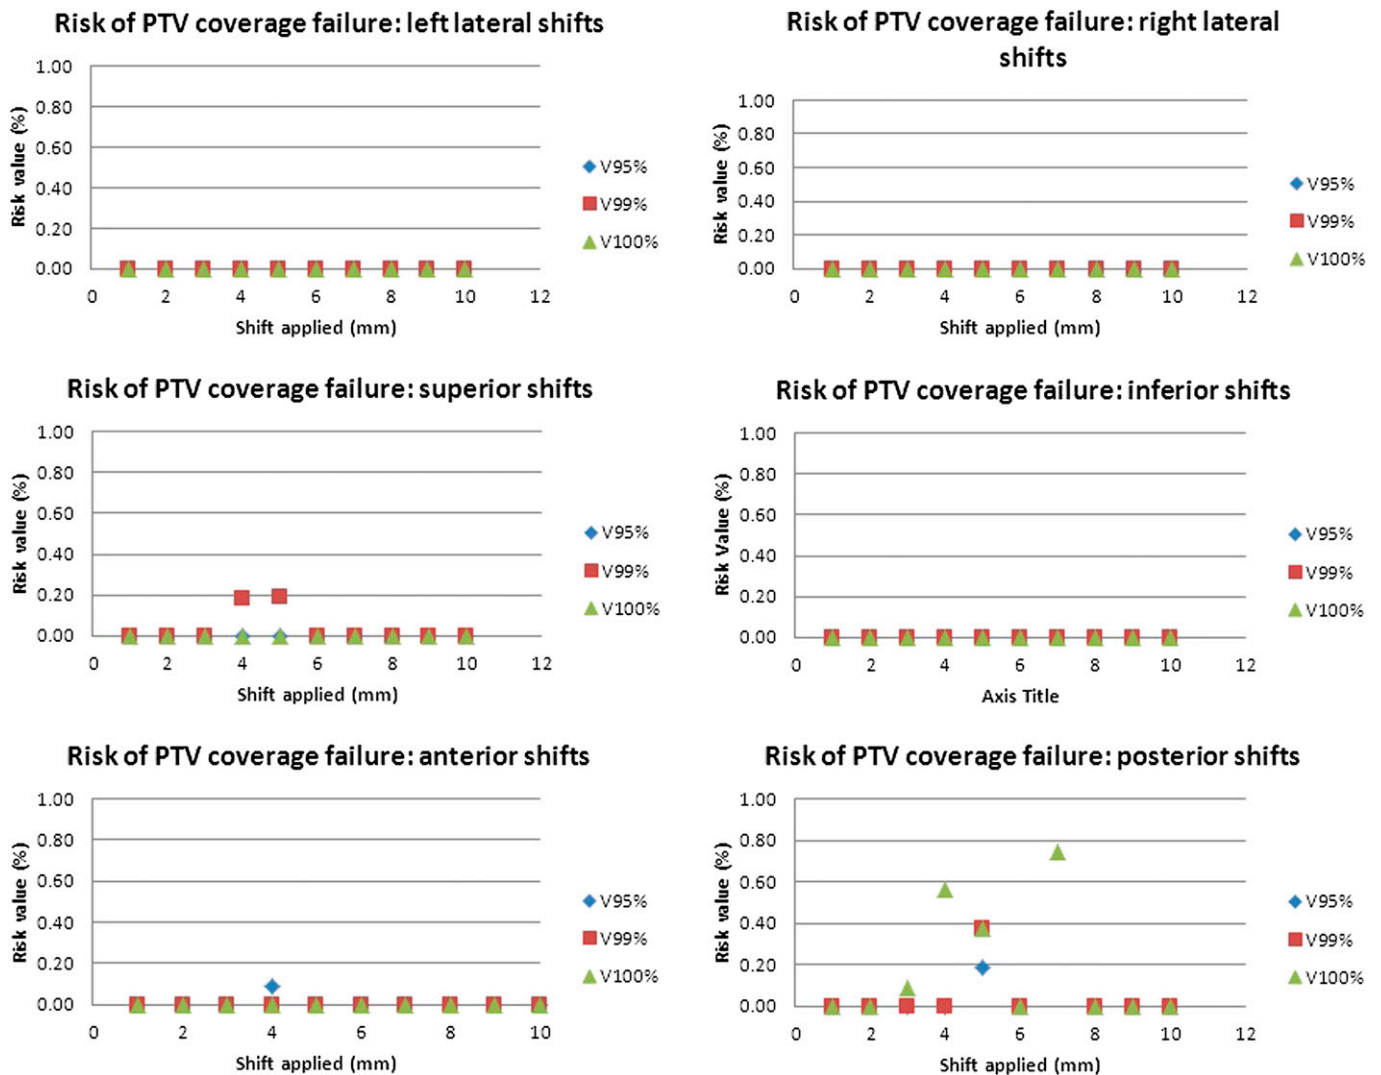 Risk of PTV coverage failure: left lateral shifts
1.00
0.80
0.60
0.40
0.20
0.00
Risk value (%)
0 2 4 6 8 10 12
Shift applied (mm)
V95%
V99%
V100%
Risk of PTV coverage failure: right lateral
shifts
1.00
0.80
0.60
0.40
0.20
0.00
Risk value (%)
0 2 4 6 8 10 12
Shift applied (mm)
V95%
V99%
V100%
Risk of PTV coverage failure: superior shifts
1.00
0.80
0.60
0.40
0.20
0.00
Risk value (%)
0 2 4 6 8 10 12
Shift applied (mm)
V95%
V99%
V100%
Risk of PTV coverage failure: inferior shifts
1.00
0.80
0.60
0.40
0.20
0.00
Risk Value (%)
0 2 4 6 8 10 12
Axis Title
V95%
V99%
V100%
Risk of PTV coverage failure: anterior shifts
1.00
0.80
0.60
0.40
0.20
0.00
Risk value (%)
0 2 4 6 8 10
Shift applied (mm)
V95%
V99%
V100%
Risk of PTV coverage failure: posterior shifts
1.00
0.80
0.60
0.40
0.20
0.00
Risk value (%)
0 2 4 6 8 10 12
Shift applied (mm)
V95%
V99%
V100%